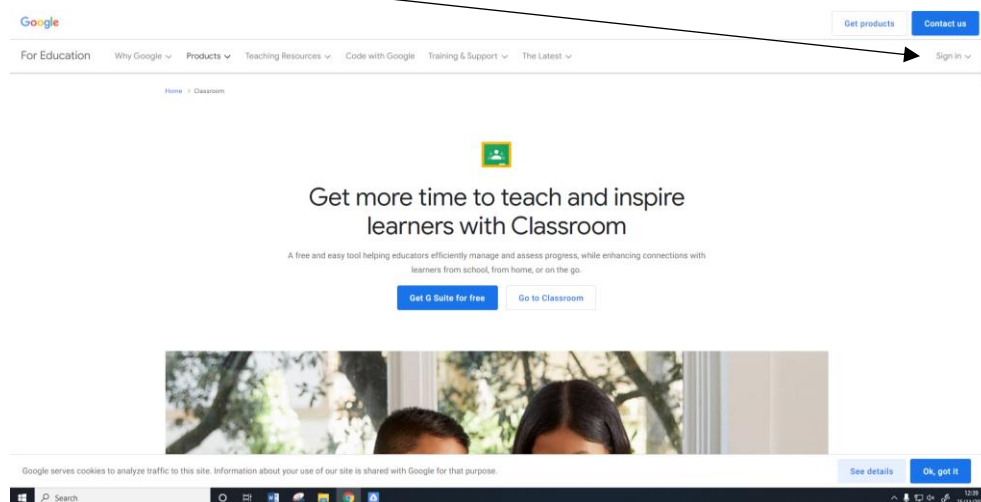 Google
Get products
Contact us
For Education
Why Google
Products
Teaching Resources
Code with Google
Training & Support
The Latest
Sign in
Home > Classroom
Get more time to teach and inspire
learners with Classroom
A free and easy tool helping educators efficiently manage and assess progress, while enhancing connections with
learners from school, from home, or on the go.
Get G Suite for free
Go to Classroom
Google serves cookies to analyze traffic to this site. Information about your use of our site is shared with Google for that purpose.
See details
Ok, got it
Search
12:39